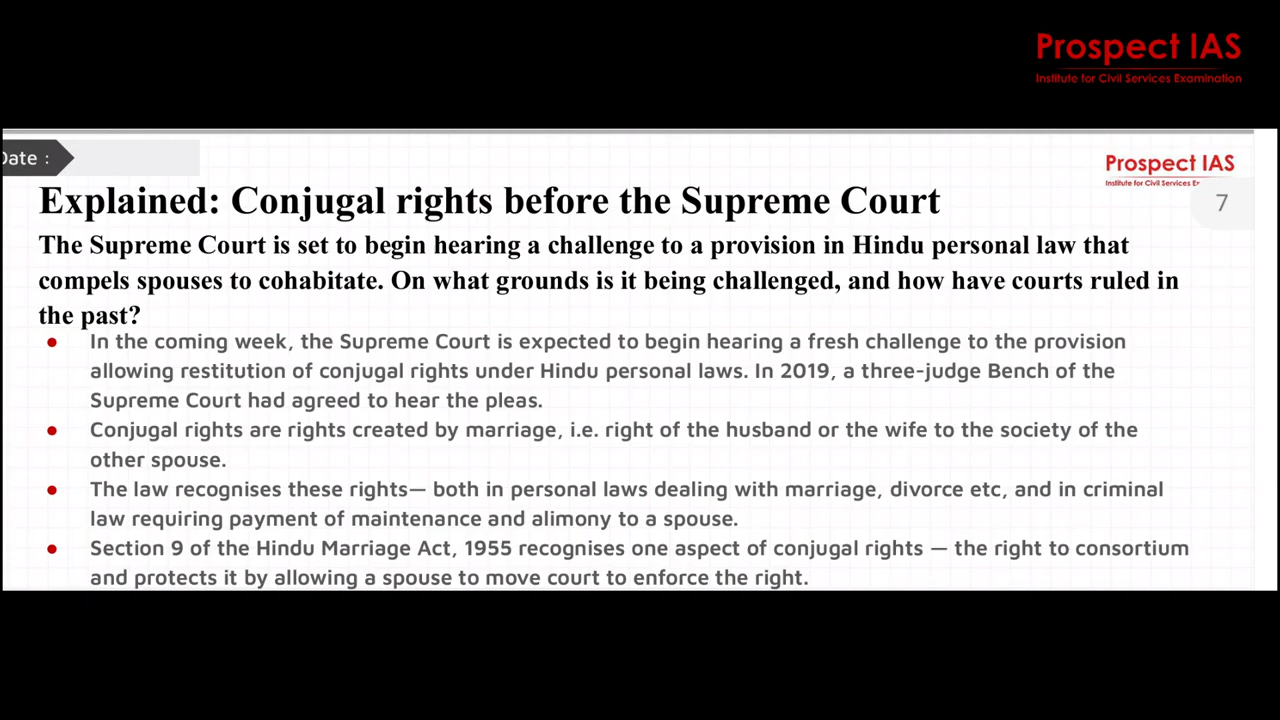 Prospect IAS
Institute for Civil Services Examination
Date :
Prospect IAS
Institute for Civil Services
7
Explained: Conjugal rights before the Supreme Court
The Supreme Court is set to begin hearing a challenge to a provision in Hindu personal law that
compels spouses to cohabitate. On what grounds is it being challenged, and how have courts ruled in
the past?
● In the coming week, the Supreme Court is expected to begin hearing a fresh challenge to the provision
allowing restitution of conjugal rights under Hindu personal laws. In 2019, a three-judge Bench of the
Supreme Court had agreed to hear the pleas.
● Conjugal rights are rights created by marriage, i.e. right of the husband or the wife to the society of the
other spouse.
● The law recognises these rights— both in personal laws dealing with marriage, divorce etc, and in criminal
law requiring payment of maintenance and alimony to a spouse.
● Section 9 of the Hindu Marriage Act, 1955 recognises one aspect of conjugal rights — the right to consortium
and protects it by allowing a spouse to move court to enforce the right.